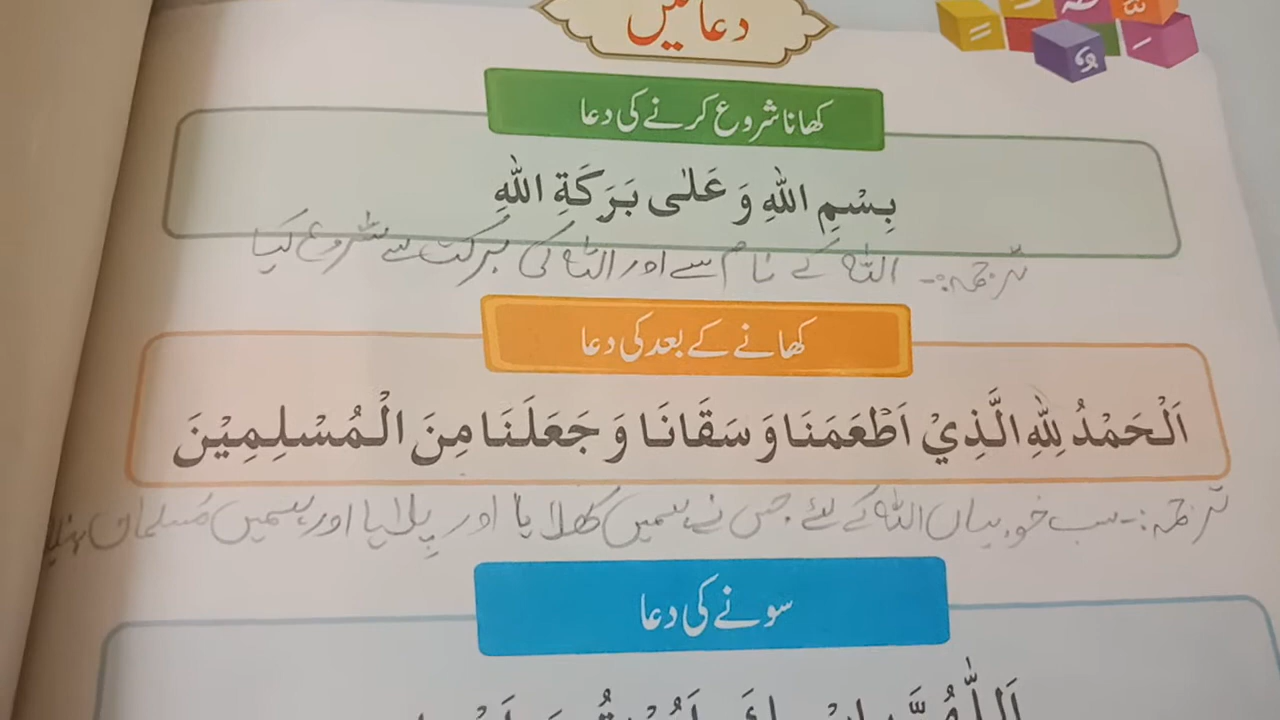 دعائیں
کھانا شروع کرنے کی دعا
بِسْمِ اللّٰهِ وَ عَلٰى بَرَكَةِ اللّٰهِ
ترجمہ:۔ اللہ کے نام سے اور اللہ کی برکت سے شروع کیا
کھانے کے بعد کی دعا
اَلْحَمْدُ لِلّٰهِ الَّذِيْ اَطْعَمَنَا وَ سَقَانَا وَ جَعَلَنَا مِنَ الْمُسْلِمِيْنَ
ترجمہ:۔ سب خوبیاں اللہ کے لئے جس نے ہمیں کھلایا اور پِلایا اور ہمیں مُسلمان بنایا
سونے کی دعا